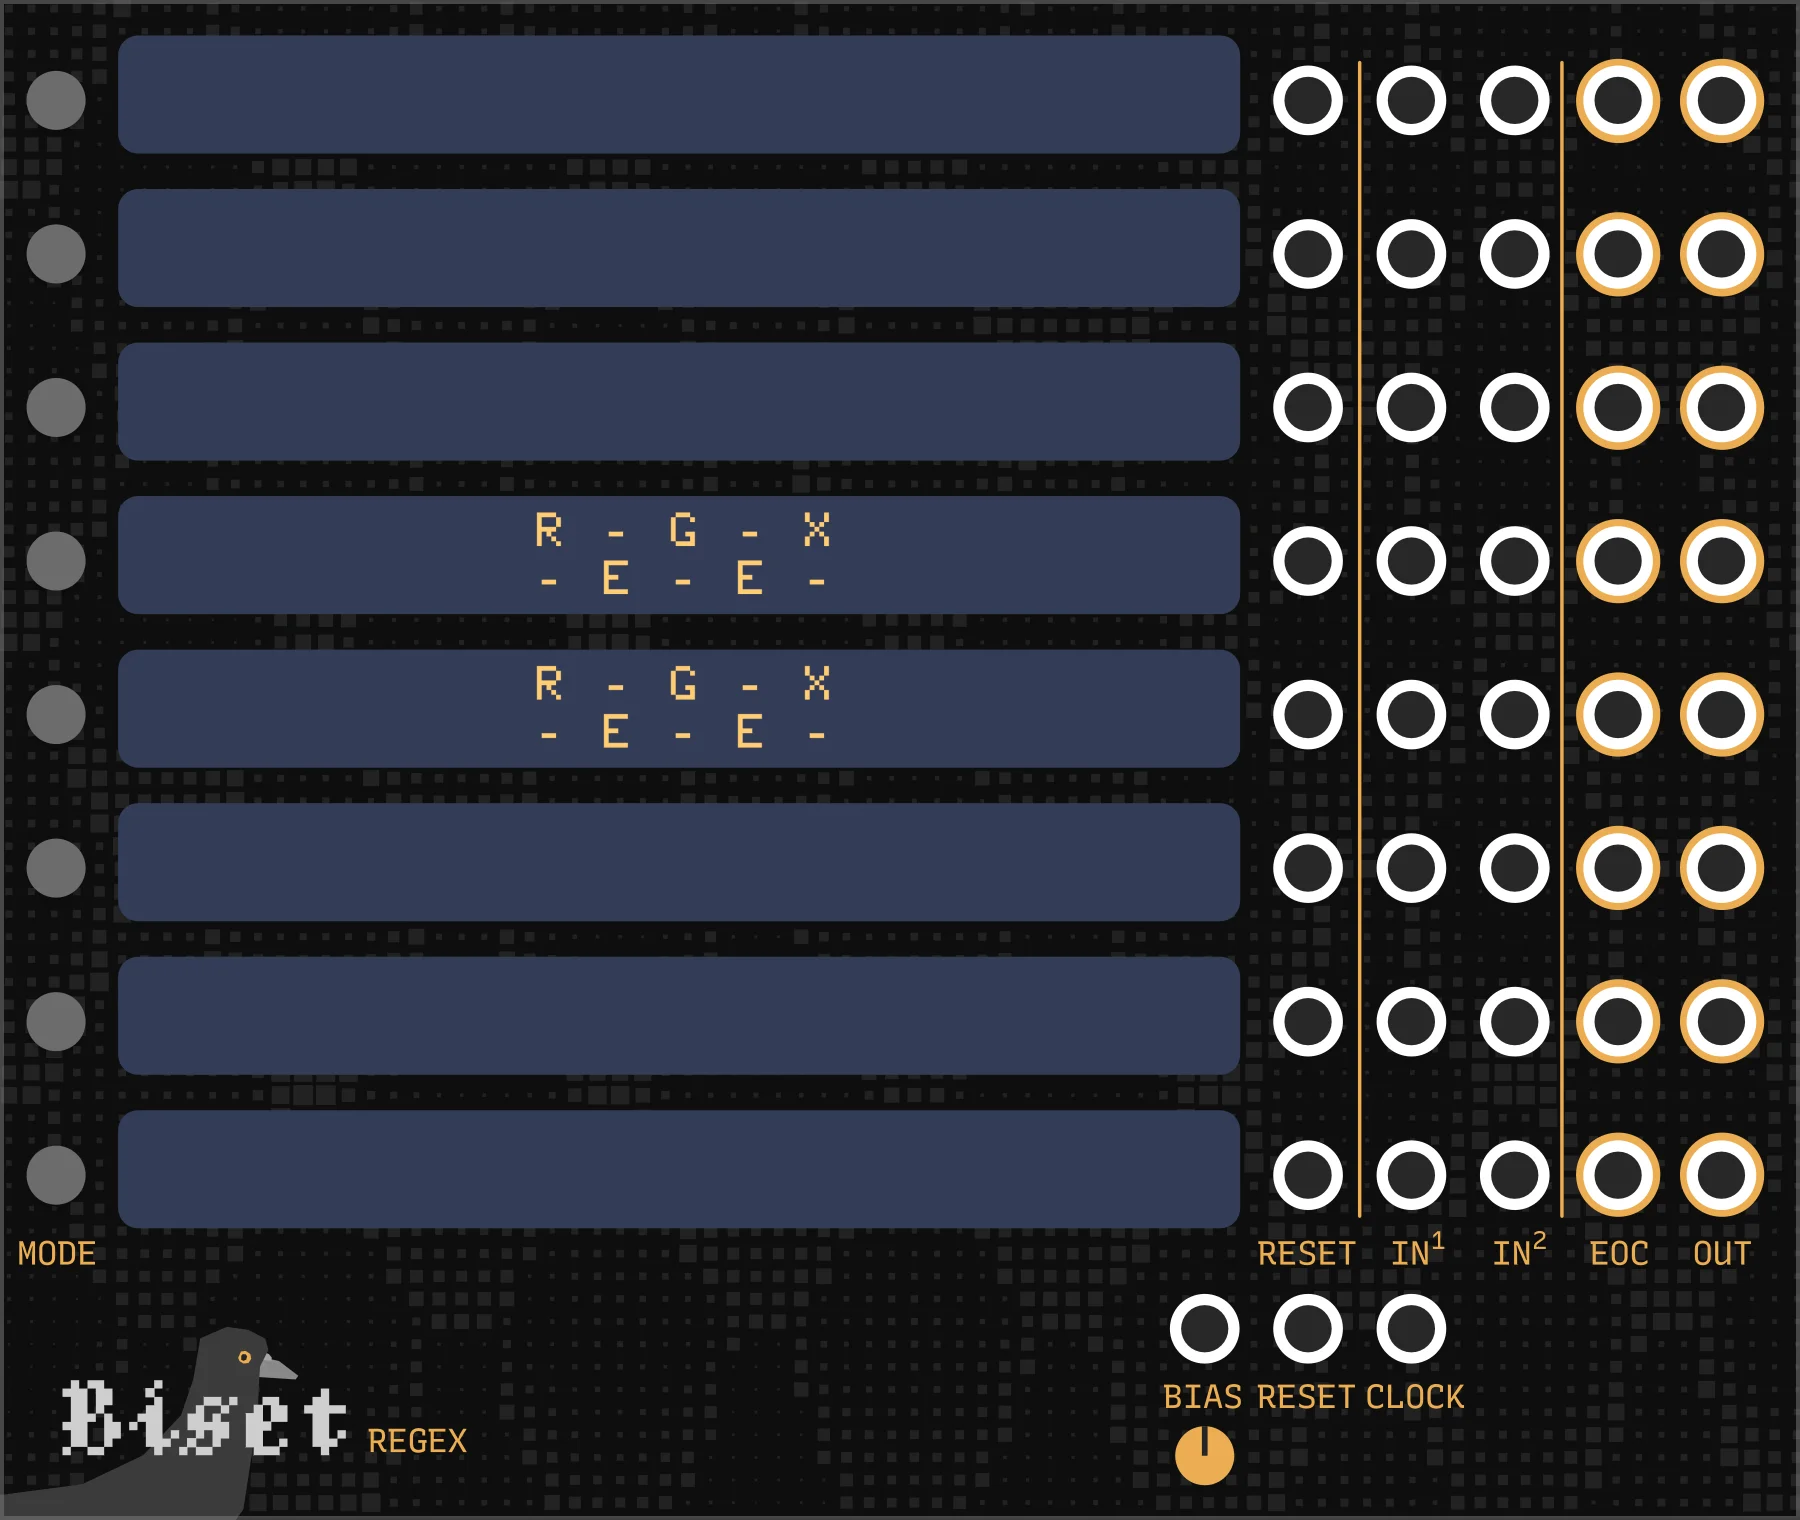 R - G - X
- E - E -
R - G - X
- E - E -
MODE RESET IN¹ IN² EOC OUT
BIAS RESET CLOCK
Biset REGEX